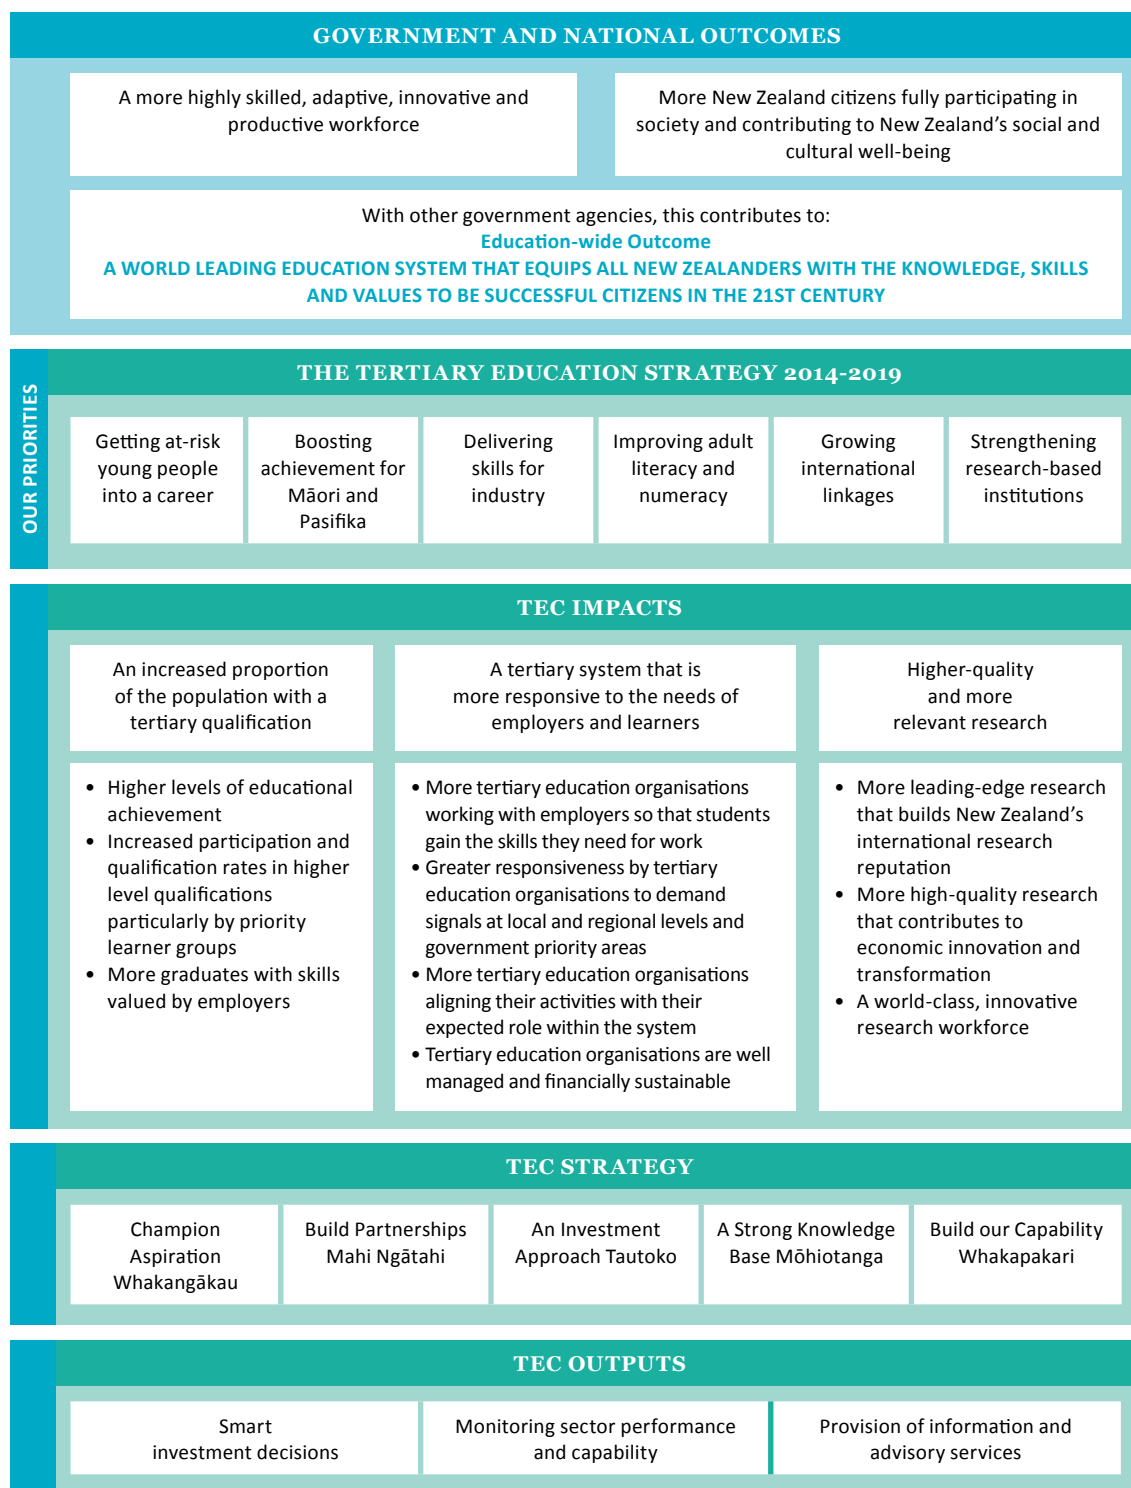 GOVERNMENT AND NATIONAL OUTCOMES
A more highly skilled, adaptive, innovative and
productive workforce
More New Zealand citizens fully participating in
society and contributing to New Zealand's social and
cultural well-being
With other government agencies, this contributes to:
Education-wide Outcome
A WORLD LEADING EDUCATION SYSTEM THAT EQUIPS ALL NEW ZEALANDERS WITH THE KNOWLEDGE, SKILLS
AND VALUES TO BE SUCCESSFUL CITIZENS IN THE 21ST CENTURY
OUR PRIORITIES
THE TERTIARY EDUCATION STRATEGY 2014-2019
Getting at-risk
young people
into a career
Boosting
achievement for
Māori and
Pasifika
Delivering
skills for
industry
Improving adult
literacy and
numeracy
Growing
international
linkages
Strengthening
research-based
institutions
TEC IMPACTS
An increased proportion
of the population with a
tertiary qualification
• Higher levels of educational
achievement
• Increased participation and
qualification rates in higher
level qualifications
particularly by priority
learner groups
• More graduates with skills
valued by employers
A tertiary system that is
more responsive to the needs of
employers and learners
• More tertiary education organisations
working with employers so that students
gain the skills they need for work
• Greater responsiveness by tertiary
education organisations to demand
signals at local and regional levels and
government priority areas
• More tertiary education organisations
aligning their activities with their
expected role within the system
• Tertiary education organisations are well
managed and financially sustainable
Higher-quality
and more
relevant research
• More leading-edge research
that builds New Zealand's
international research
reputation
• More high-quality research
that contributes to
economic innovation and
transformation
• A world-class, innovative
research workforce
TEC STRATEGY
Champion
Aspiration
Whakangākau
Build Partnerships
Mahi Ngātahi
An Investment
Approach Tautoko
A Strong Knowledge
Base Mōhiotanga
Build our Capability
Whakapakari
TEC OUTPUTS
Smart
investment decisions
Monitoring sector performance
and capability
Provision of information and
advisory services